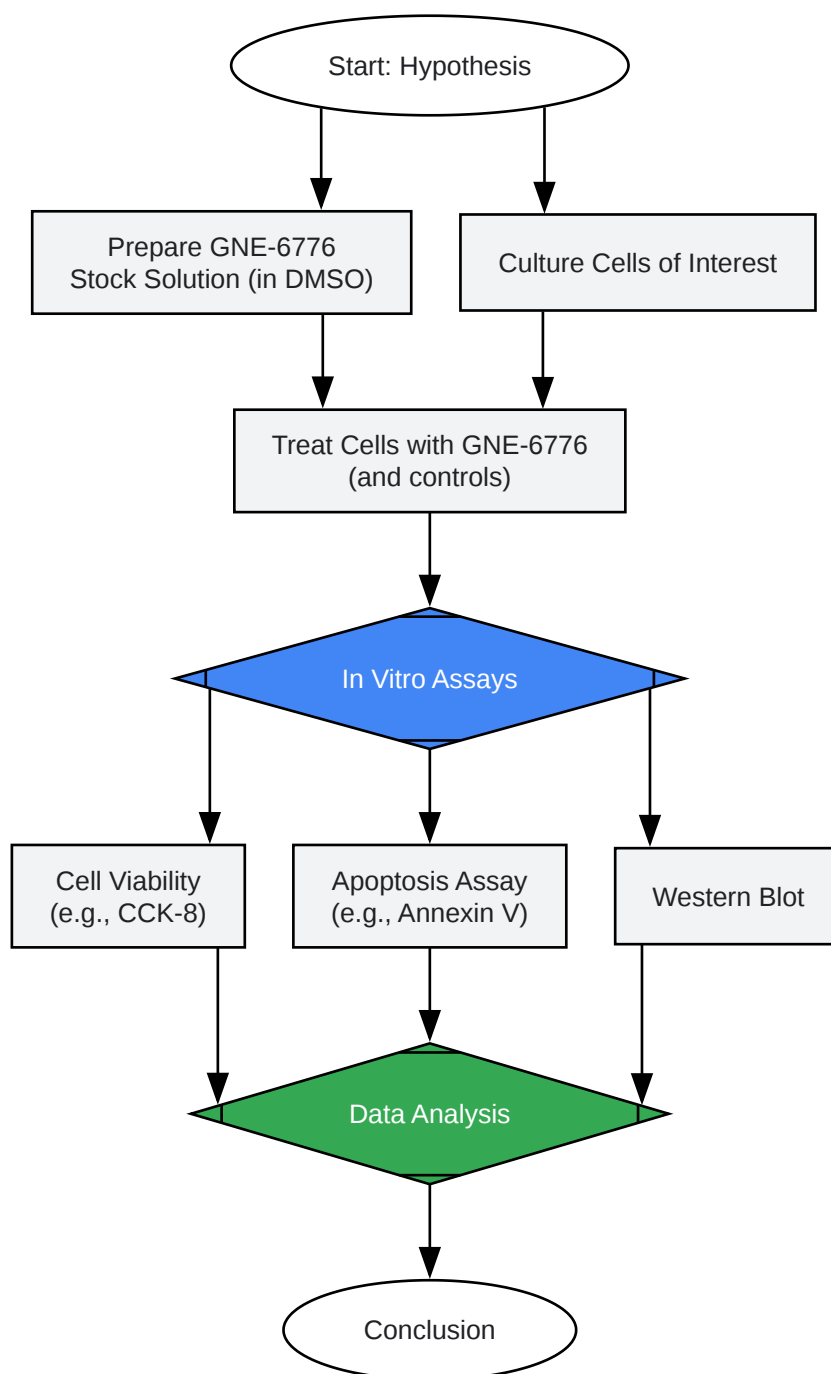 Start: Hypothesis
Prepare GNE-6776
Stock Solution (in DMSO)
Culture Cells of Interest
Treat Cells with GNE-6776
(and controls)
In Vitro Assays
Cell Viability
(e.g., CCK-8)
Apoptosis Assay
(e.g., Annexin V)
Western Blot
Data Analysis
Conclusion